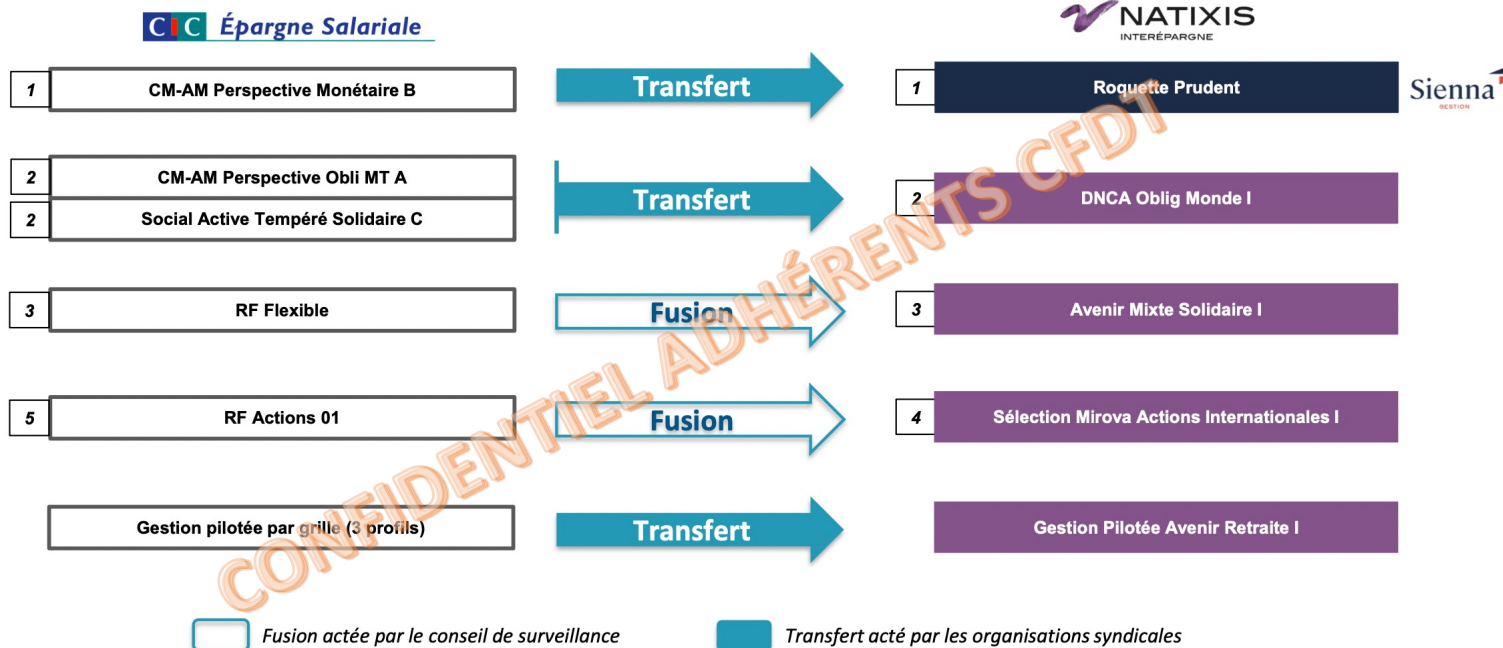 CIC Épargne Salariale
NATIXIS
INTERÉPARGNE
1 CM-AM Perspective Monétaire B Transfert 1 Roquette Prudent
Sienna
GESTION
2 CM-AM Perspective Obli MT A
2 Social Active Tempéré Solidaire C
Transfert
2 DNCA Oblig Monde I
3 RF Flexible Fusion 3 Avenir Mixte Solidaire I
5 RF Actions 01 Fusion 4 Sélection Mirova Actions Internationales I
Gestion pilotée par grille (3 profils) Transfert Gestion Pilotée Avenir Retraite I
CONFIDENTIEL ADHÉRENTS CFDT
Fusion actée par le conseil de surveillance Transfert acté par les organisations syndicales